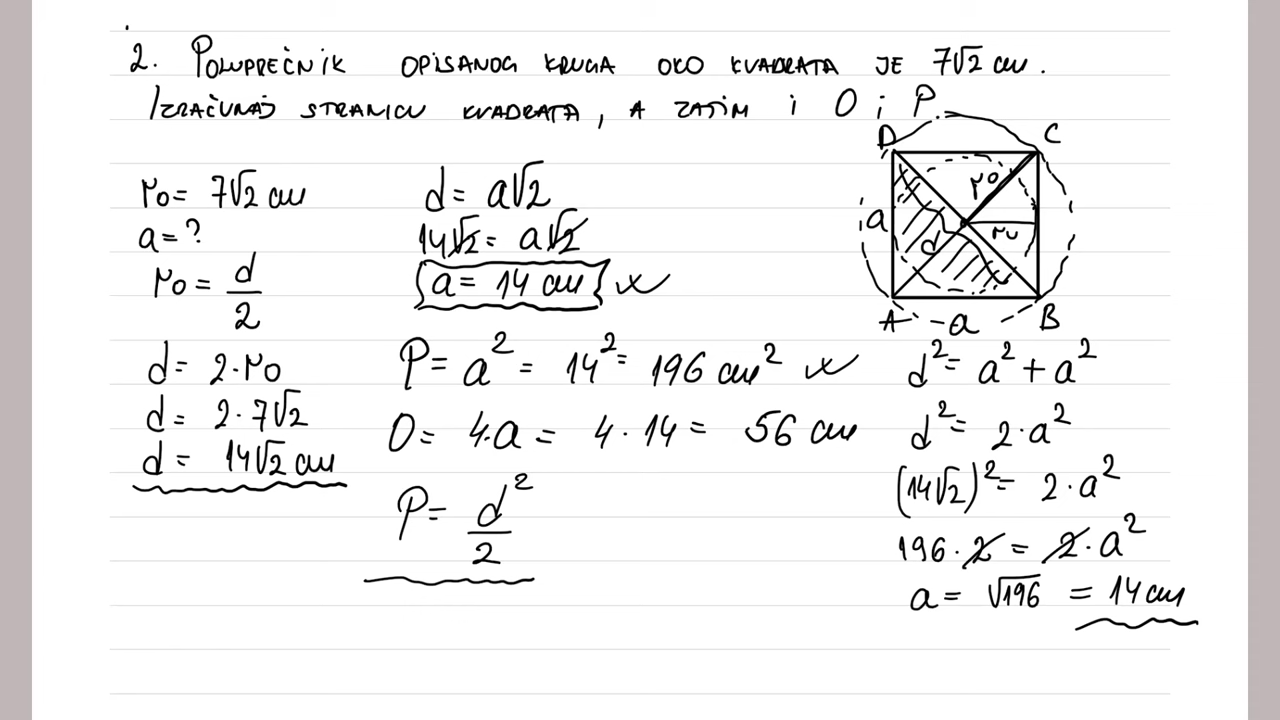 2. POLUPREČNIK OPISANOG KRUGA OKO KVADRATA JE 7√2 cm.
IZRAČUNAJ STRANICU KVADRATA, A ZATIM I O I P.
r₀ = 7√2 cm
a = ?
r₀ = d/2
d = 2·r₀
d = 2·7√2
d = 14√2 cm
d = a√2
14√2 = a√2
a = 14 cm
P = a² = 14² = 196 cm²
O = 4·a = 4·14 = 56 cm
P = d²/2
D C
r₀
a d ru
A a B
d² = a² + a²
d² = 2·a²
(14√2)² = 2·a²
196·2 = 2·a²
a = √196 = 14 cm